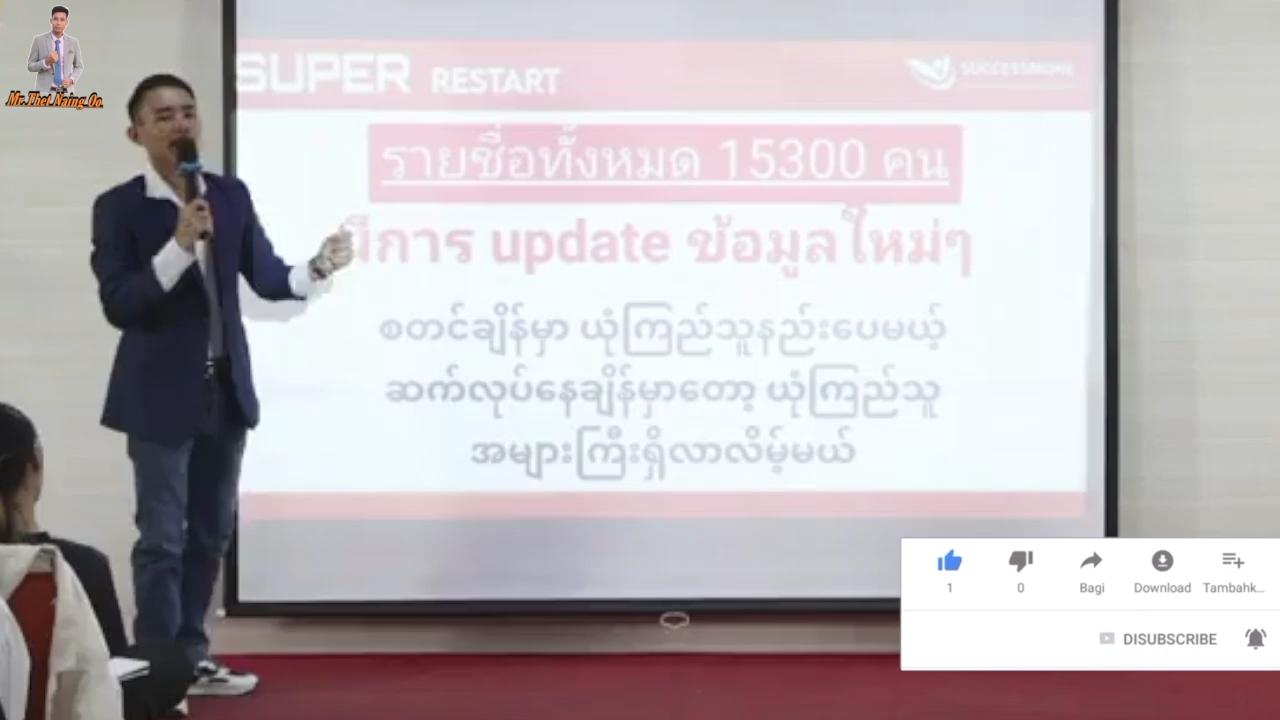 Mr.Thet Naing Oo
SUPER RESTART
SUCCESSMORE
รายชื่อทั้งหมด 15300 คน
มีการ update ข้อมูลใหม่ๆ
စတင်ချိန်မှာ ယုံကြည်သူနည်းပေမယ့်
ဆက်လုပ်နေချိန်မှာတော့ ယုံကြည်သူ
အများကြီးရှိလာလိမ့်မယ်
1 0 Bagi Download Tambahk...
DISUBSCRIBE